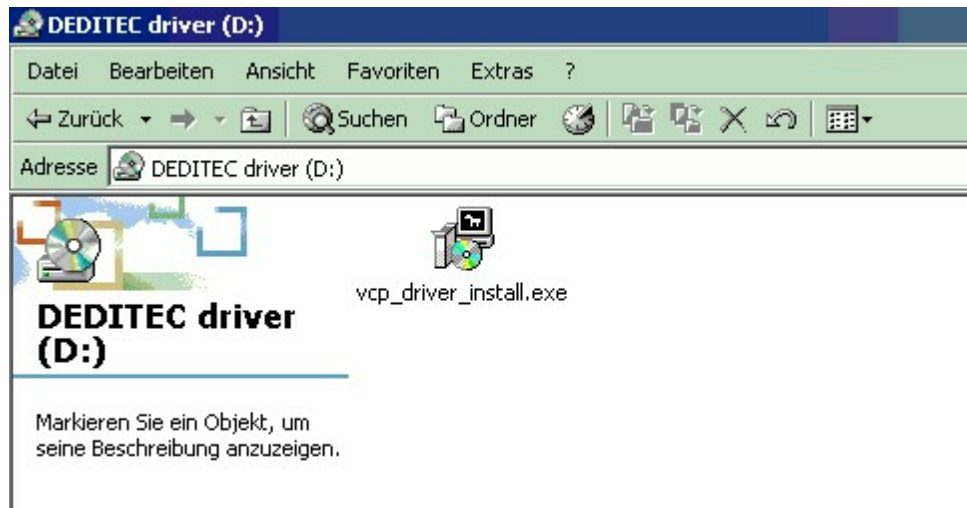 DEDITEC driver (D:)
Datei Bearbeiten Ansicht Favoriten Extras ?
Zurück Suchen Ordner
Adresse DEDITEC driver (D:)
vcp_driver_install.exe
DEDITEC driver
(D:)
Markieren Sie ein Objekt, um
seine Beschreibung anzuzeigen.